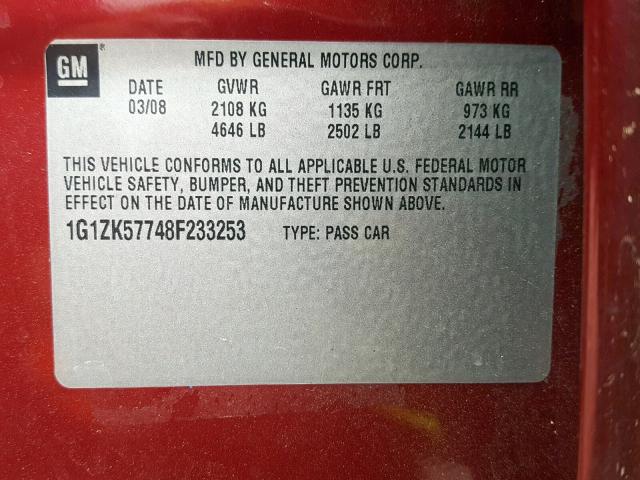 GM®
MFD BY GENERAL MOTORS CORP.
DATE GVWR GAWR FRT GAWR RR
03/08 2108 KG 1135 KG 973 KG
4646 LB 2502 LB 2144 LB
THIS VEHICLE CONFORMS TO ALL APPLICABLE U.S. FEDERAL MOTOR
VEHICLE SAFETY, BUMPER, AND THEFT PREVENTION STANDARDS IN
EFFECT ON THE DATE OF MANUFACTURE SHOWN ABOVE.
1G1ZK57748F233253 TYPE: PASS CAR